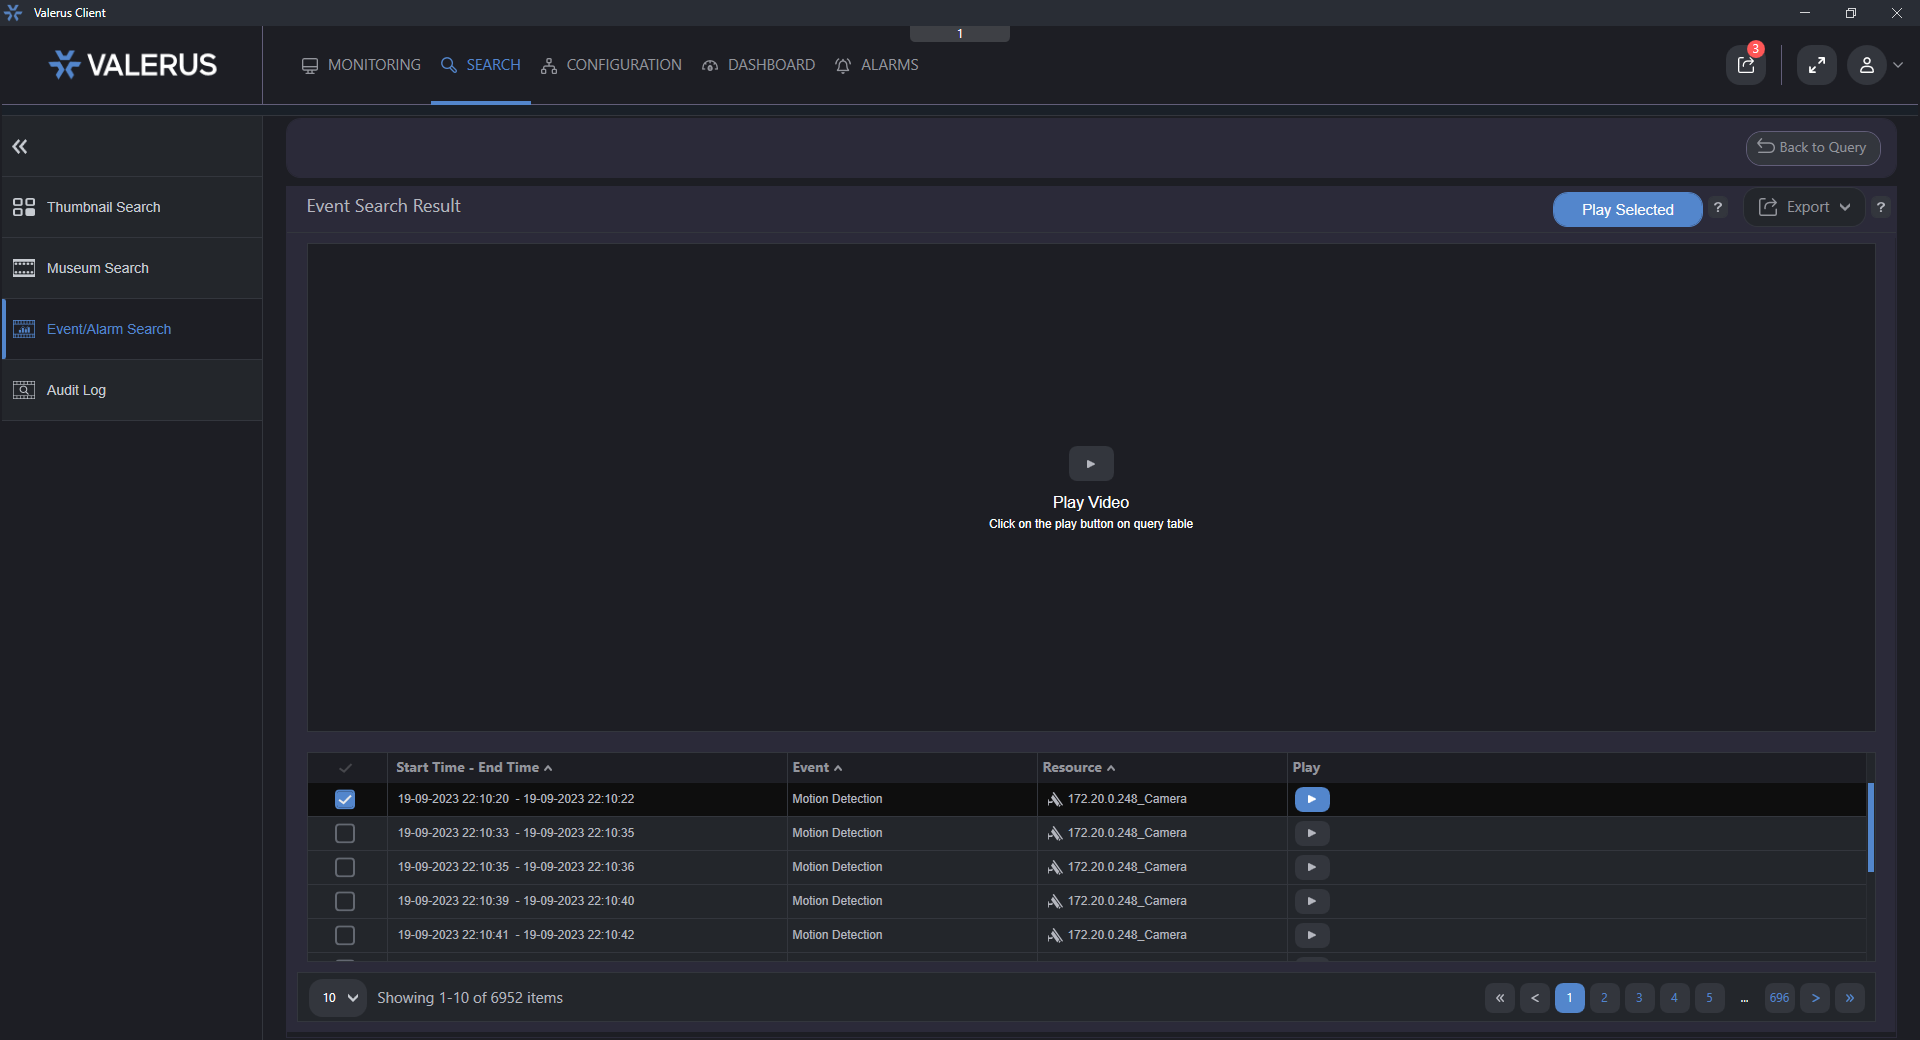 Valerus Client
1
VALERUS
MONITORING
SEARCH
CONFIGURATION
DASHBOARD
ALARMS
3
Back to Query
Thumbnail Search
Museum Search
Event/Alarm Search
Audit Log
Event Search Result
Play Selected
?
Export
?
Play Video
Click on the play button on query table
Start Time - End Time Event Resource Play
19-09-2023 22:10:20 - 19-09-2023 22:10:22 Motion Detection 172.20.0.248_Camera
19-09-2023 22:10:33 - 19-09-2023 22:10:35 Motion Detection 172.20.0.248_Camera
19-09-2023 22:10:35 - 19-09-2023 22:10:36 Motion Detection 172.20.0.248_Camera
19-09-2023 22:10:39 - 19-09-2023 22:10:40 Motion Detection 172.20.0.248_Camera
19-09-2023 22:10:41 - 19-09-2023 22:10:42 Motion Detection 172.20.0.248_Camera
10 Showing 1-10 of 6952 items
« < 1 2 3 4 5 ... 696 > »